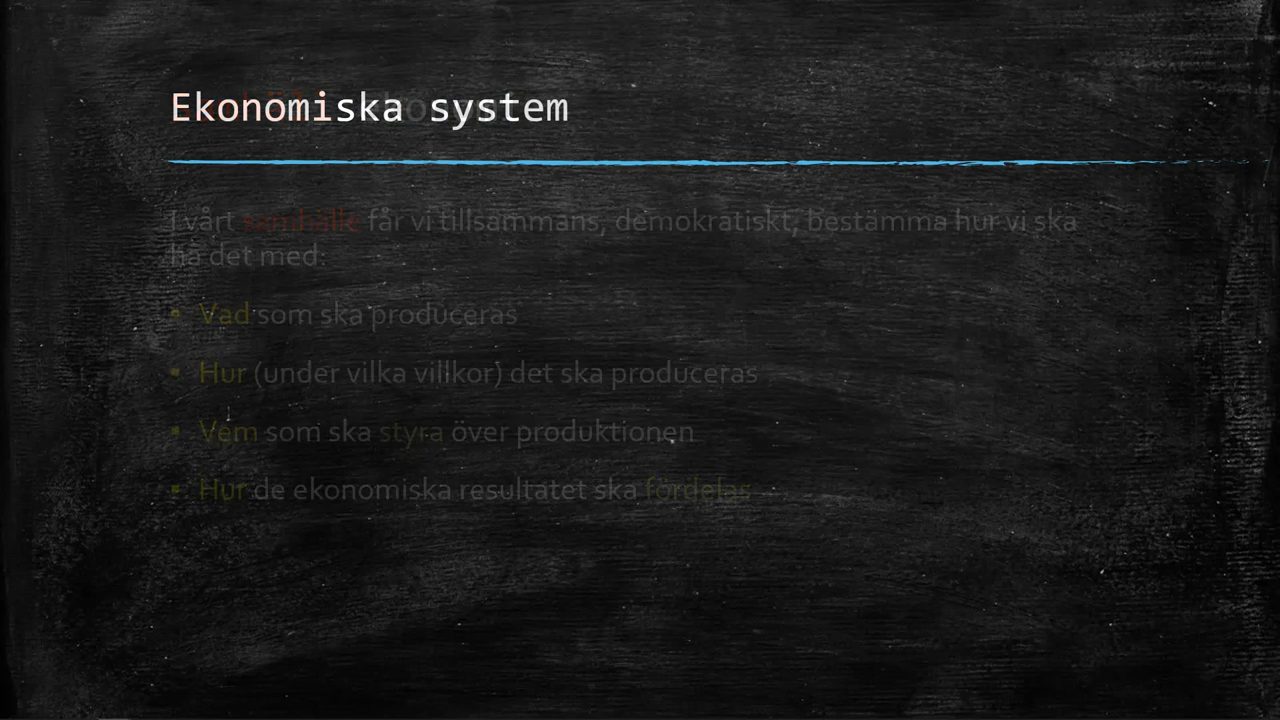 Ekonomiska system
I vårt samhälle får vi tillsammans, demokratiskt, bestämma hur vi ska
ha det med:
▪ Vad som ska produceras
▪ Hur (under vilka villkor) det ska produceras
▪ Vem som ska styra över produktionen
▪ Hur de ekonomiska resultatet ska fördelas